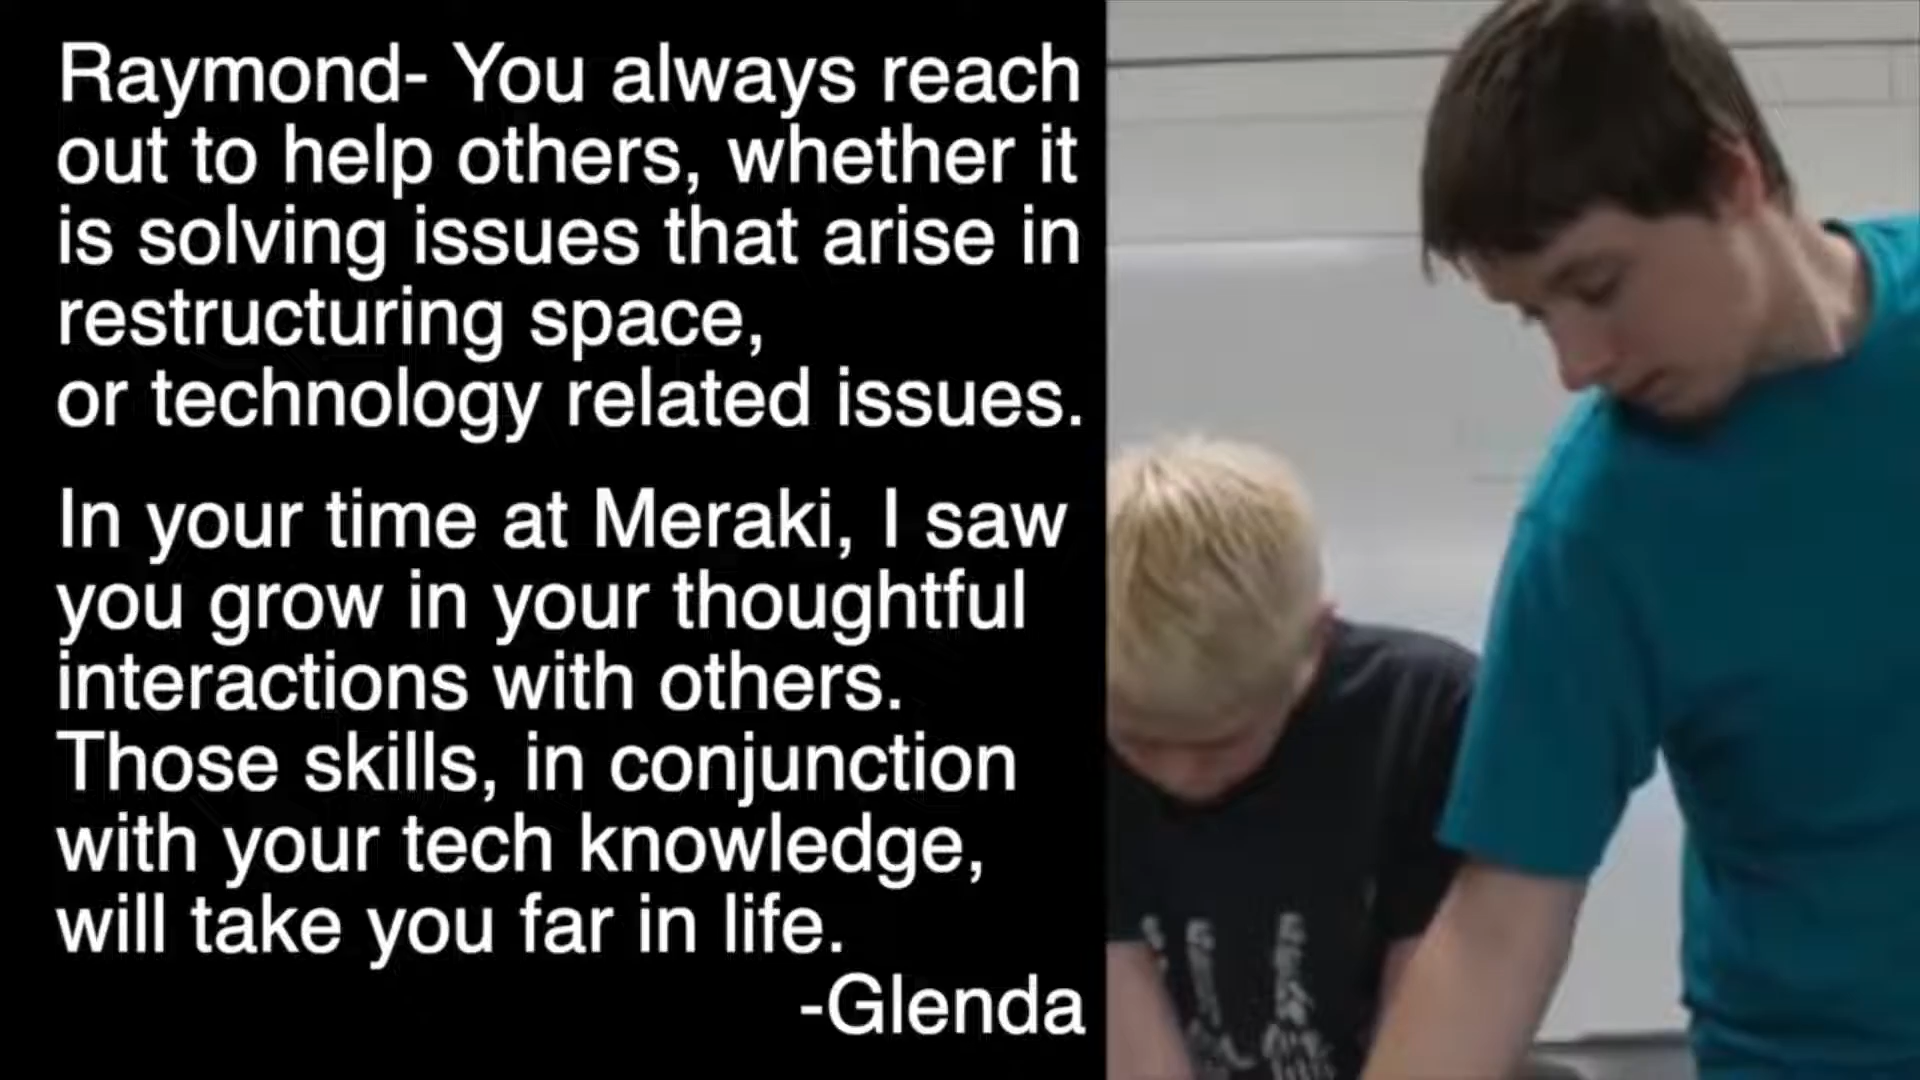 Raymond- You always reach
out to help others, whether it
is solving issues that arise in
restructuring space,
or technology related issues.
In your time at Meraki, I saw
you grow in your thoughtful
interactions with others.
Those skills, in conjunction
with your tech knowledge,
will take you far in life.
-Glenda